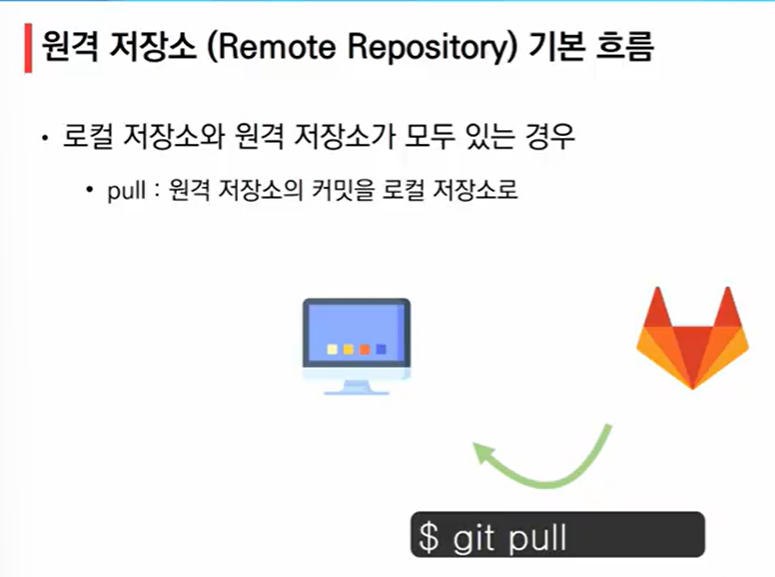 원격 저장소 (Remote Repository) 기본 흐름
• 로컬 저장소와 원격 저장소가 모두 있는 경우
• pull : 원격 저장소의 커밋을 로컬 저장소로
$ git pull